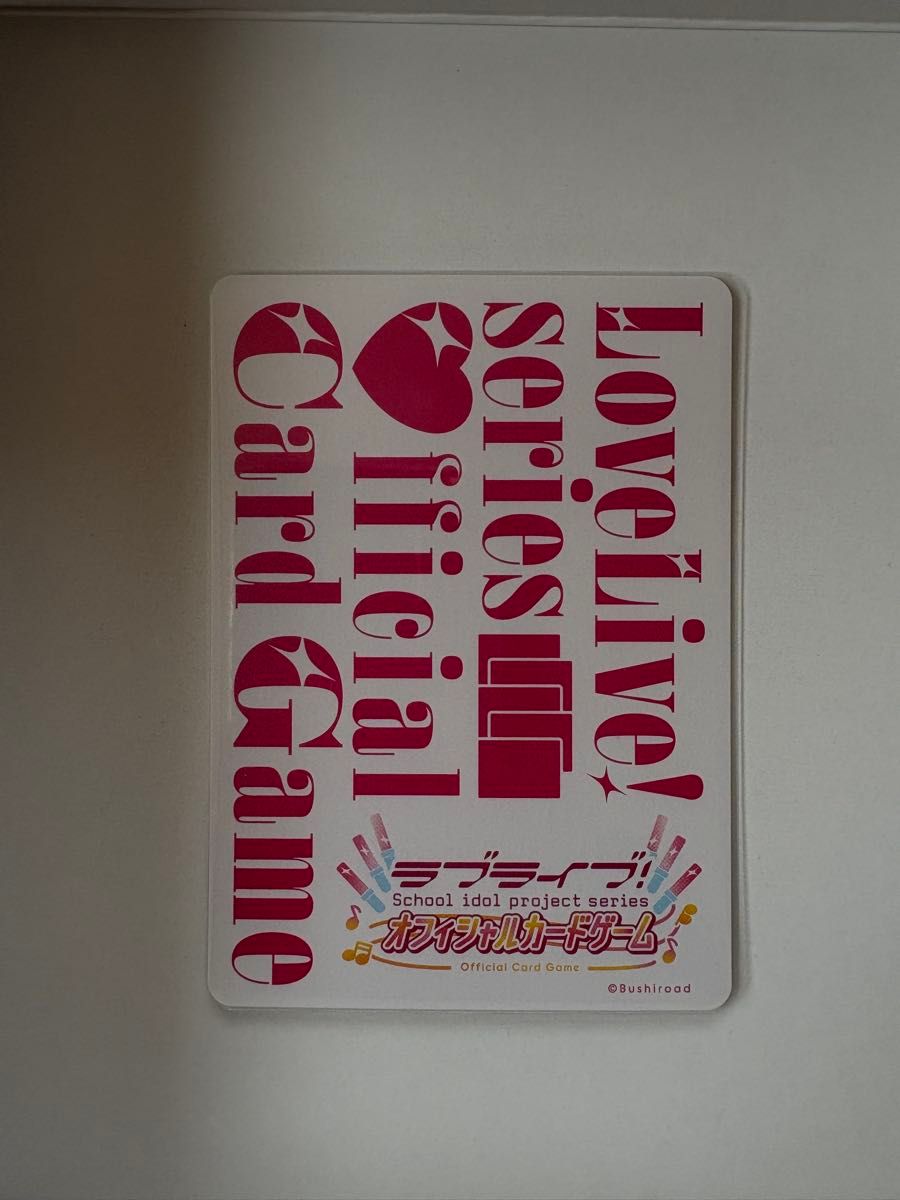 LoveLive!
series
Official
Card Game
ラブライブ!
School idol project series
オフィシャルカードゲーム
Official Card Game
©Bushiroad